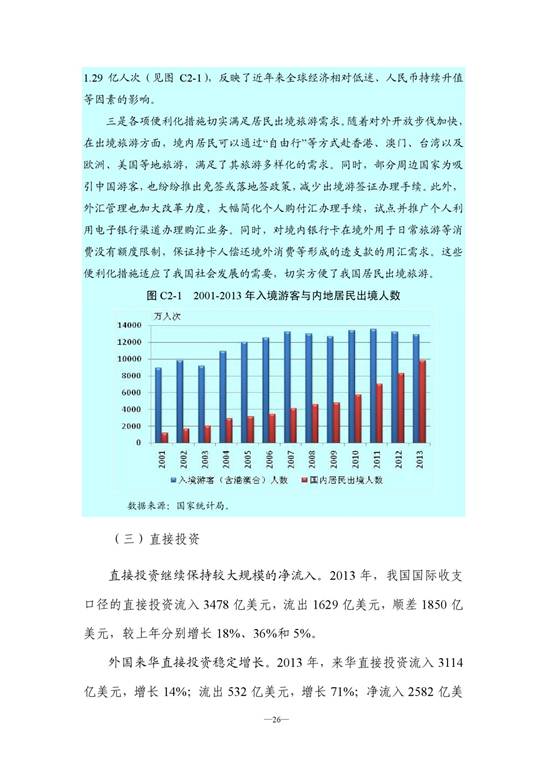 1.29 亿人次（见图 C2-1），反映了近年来全球经济相对低迷、人民币持续升值
等因素的影响。
三是各项便利化措施切实满足居民出境旅游需求。随着对外开放步伐加快，
在出境旅游方面，境内居民可以通过“自由行”等方式赴香港、澳门、台湾以及
欧洲、美国等地旅游，满足了其旅游多样化的需求。同时，部分周边国家为吸
引中国游客，也纷纷推出免签或落地签政策，减少出境游签证办理手续。此外，
外汇管理也加大改革力度，大幅简化个人购付汇办理手续，试点并推广个人利
用电子银行渠道办理购汇业务。同时，对境内银行卡在境外用于日常旅游等消
费没有额度限制，保证持卡人偿还境外消费等形成的透支款的用汇需求。这些
便利化措施适应了我国社会发展的需要，切实方便了我国居民出境旅游。
图 C2-1 2001-2013 年入境游客与内地居民出境人数
万人次
14000
12000
10000
8000
6000
4000
2000
0
2001 2002 2003 2004 2005 2006 2007 2008 2009 2010 2011 2012 2013
入境游客（含港澳台）人数 国内居民出境人数
数据来源：国家统计局。
（三）直接投资
直接投资继续保持较大规模的净流入。2013 年，我国国际收支
口径的直接投资流入 3478 亿美元，流出 1629 亿美元，顺差 1850 亿
美元，较上年分别增长 18%、36%和 5%。
外国来华直接投资稳定增长。2013 年，来华直接投资流入 3114
亿美元，增长 14%；流出 532 亿美元，增长 71%；净流入 2582 亿美
—26—